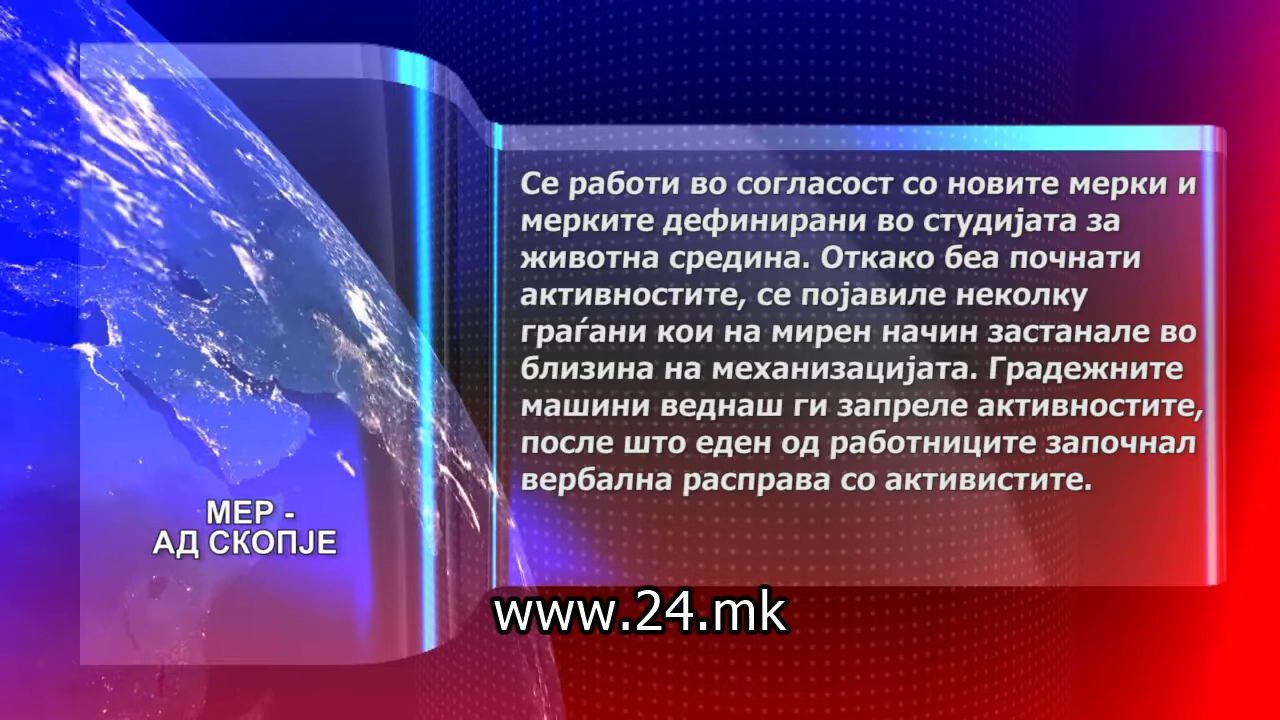 Се работи во согласост со новите мерки и
мерките дефинирани во студијата за
животна средина. Откако беа почнати
активностите, се појавиле неколку
граѓани кои на мирен начин застанале во
близина на механизацијата. Градежните
машини веднаш ги запреле активностите,
после што еден од работниците започнал
вербална расправа со активистите.
МЕР -
АД СКОПЈЕ
www.24.mk